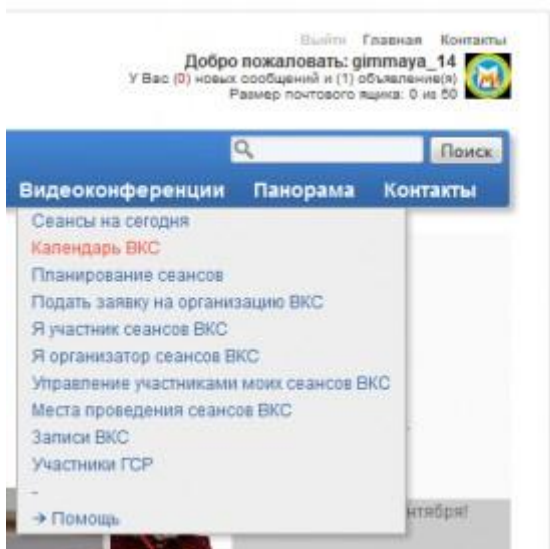 Выйти Главная Контакты
Добро пожаловать: gimmaya_14
У Вас (0) новых сообщений и (1) объявление(я)
Размер почтового ящика: 0 из 50
Поиск
Видеоконференции Панорама Контакты
Сеансы на сегодня
Календарь ВКС
Планирование сеансов
Подать заявку на организацию ВКС
Я участник сеансов ВКС
Я организатор сеансов ВКС
Управление участниками моих сеансов ВКС
Места проведения сеансов ВКС
Записи ВКС
Участники ГСР
-
нтября!
→ Помощь